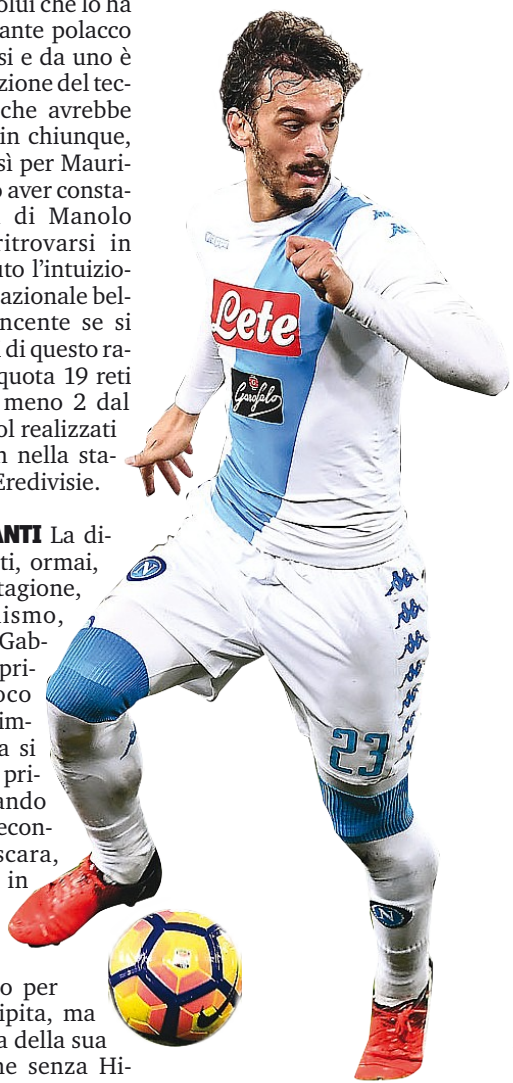 olui che lo ha
ante polacco
si e da uno è
zione del tec-
che avrebbe
in chiunque,
sì per Mauri-
o aver consta-
di Manolo
ritrovarsi in
uto l'intuizio-
azionale bel-
ncente se si
di questo ra-
quota 19 reti
meno 2 dal
ol realizzati
n nella sta-
Eredivisie.
ANTI La di-
ti, ormai,
tagione,
ismo,
Gab-
pri-
oco
im-
a si
pri-
ando
econ-
scara,
in
o per
ipita, ma
a della sua
ne senza Hi-
Kappa
Lete
Garofalo
N
23
N